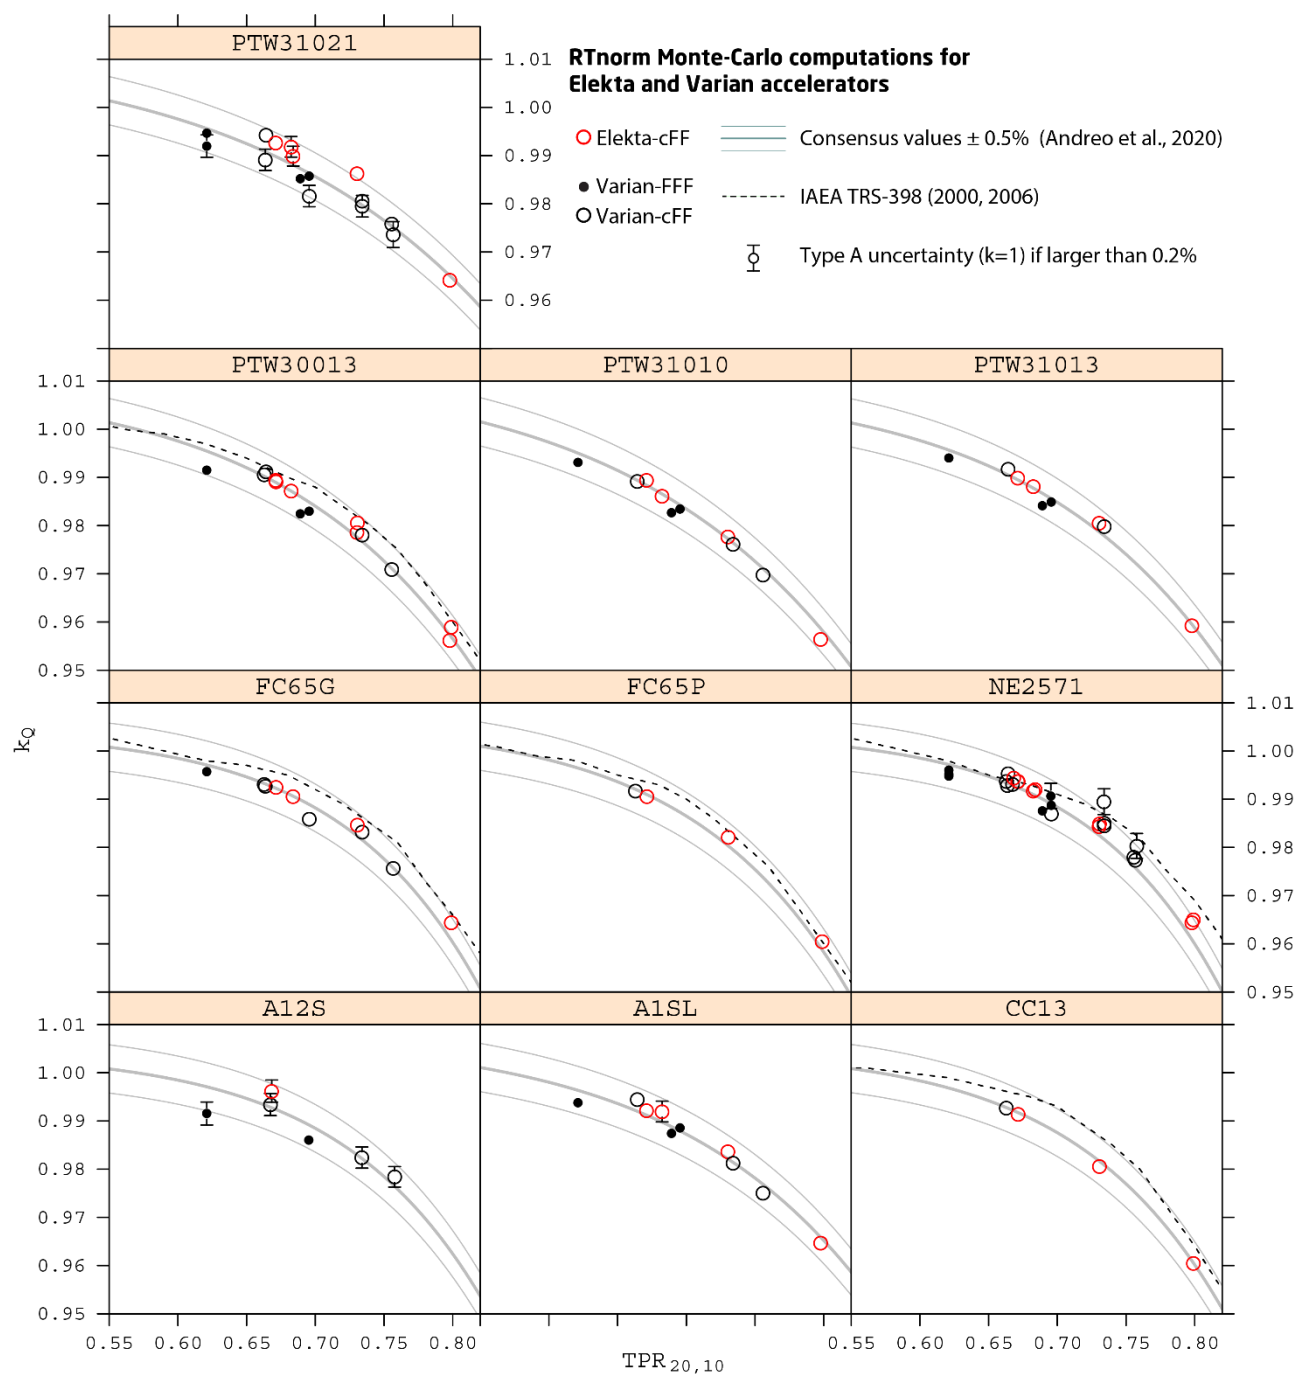 PTW31021
1.01
1.00
0.99
0.98
0.97
0.96
RTnorm Monte-Carlo computations for
Elekta and Varian accelerators
Elekta-cFF
Varian-FFF
Varian-cFF
Consensus values ± 0.5% (Andreo et al., 2020)
IAEA TRS-398 (2000, 2006)
Type A uncertainty (k=1) if larger than 0.2%
PTW30013
PTW31010
PTW31013
1.01
1.00
0.99
0.98
0.97
0.96
0.95
FC65G
FC65P
NE2571
1.01
1.00
0.99
0.98
0.97
0.96
0.95
kQ
A12S
A1SL
CC13
1.01
1.00
0.99
0.98
0.97
0.96
0.95
0.55 0.60 0.65 0.70 0.75 0.80
0.55 0.60 0.65 0.70 0.75 0.80
TPR20,10